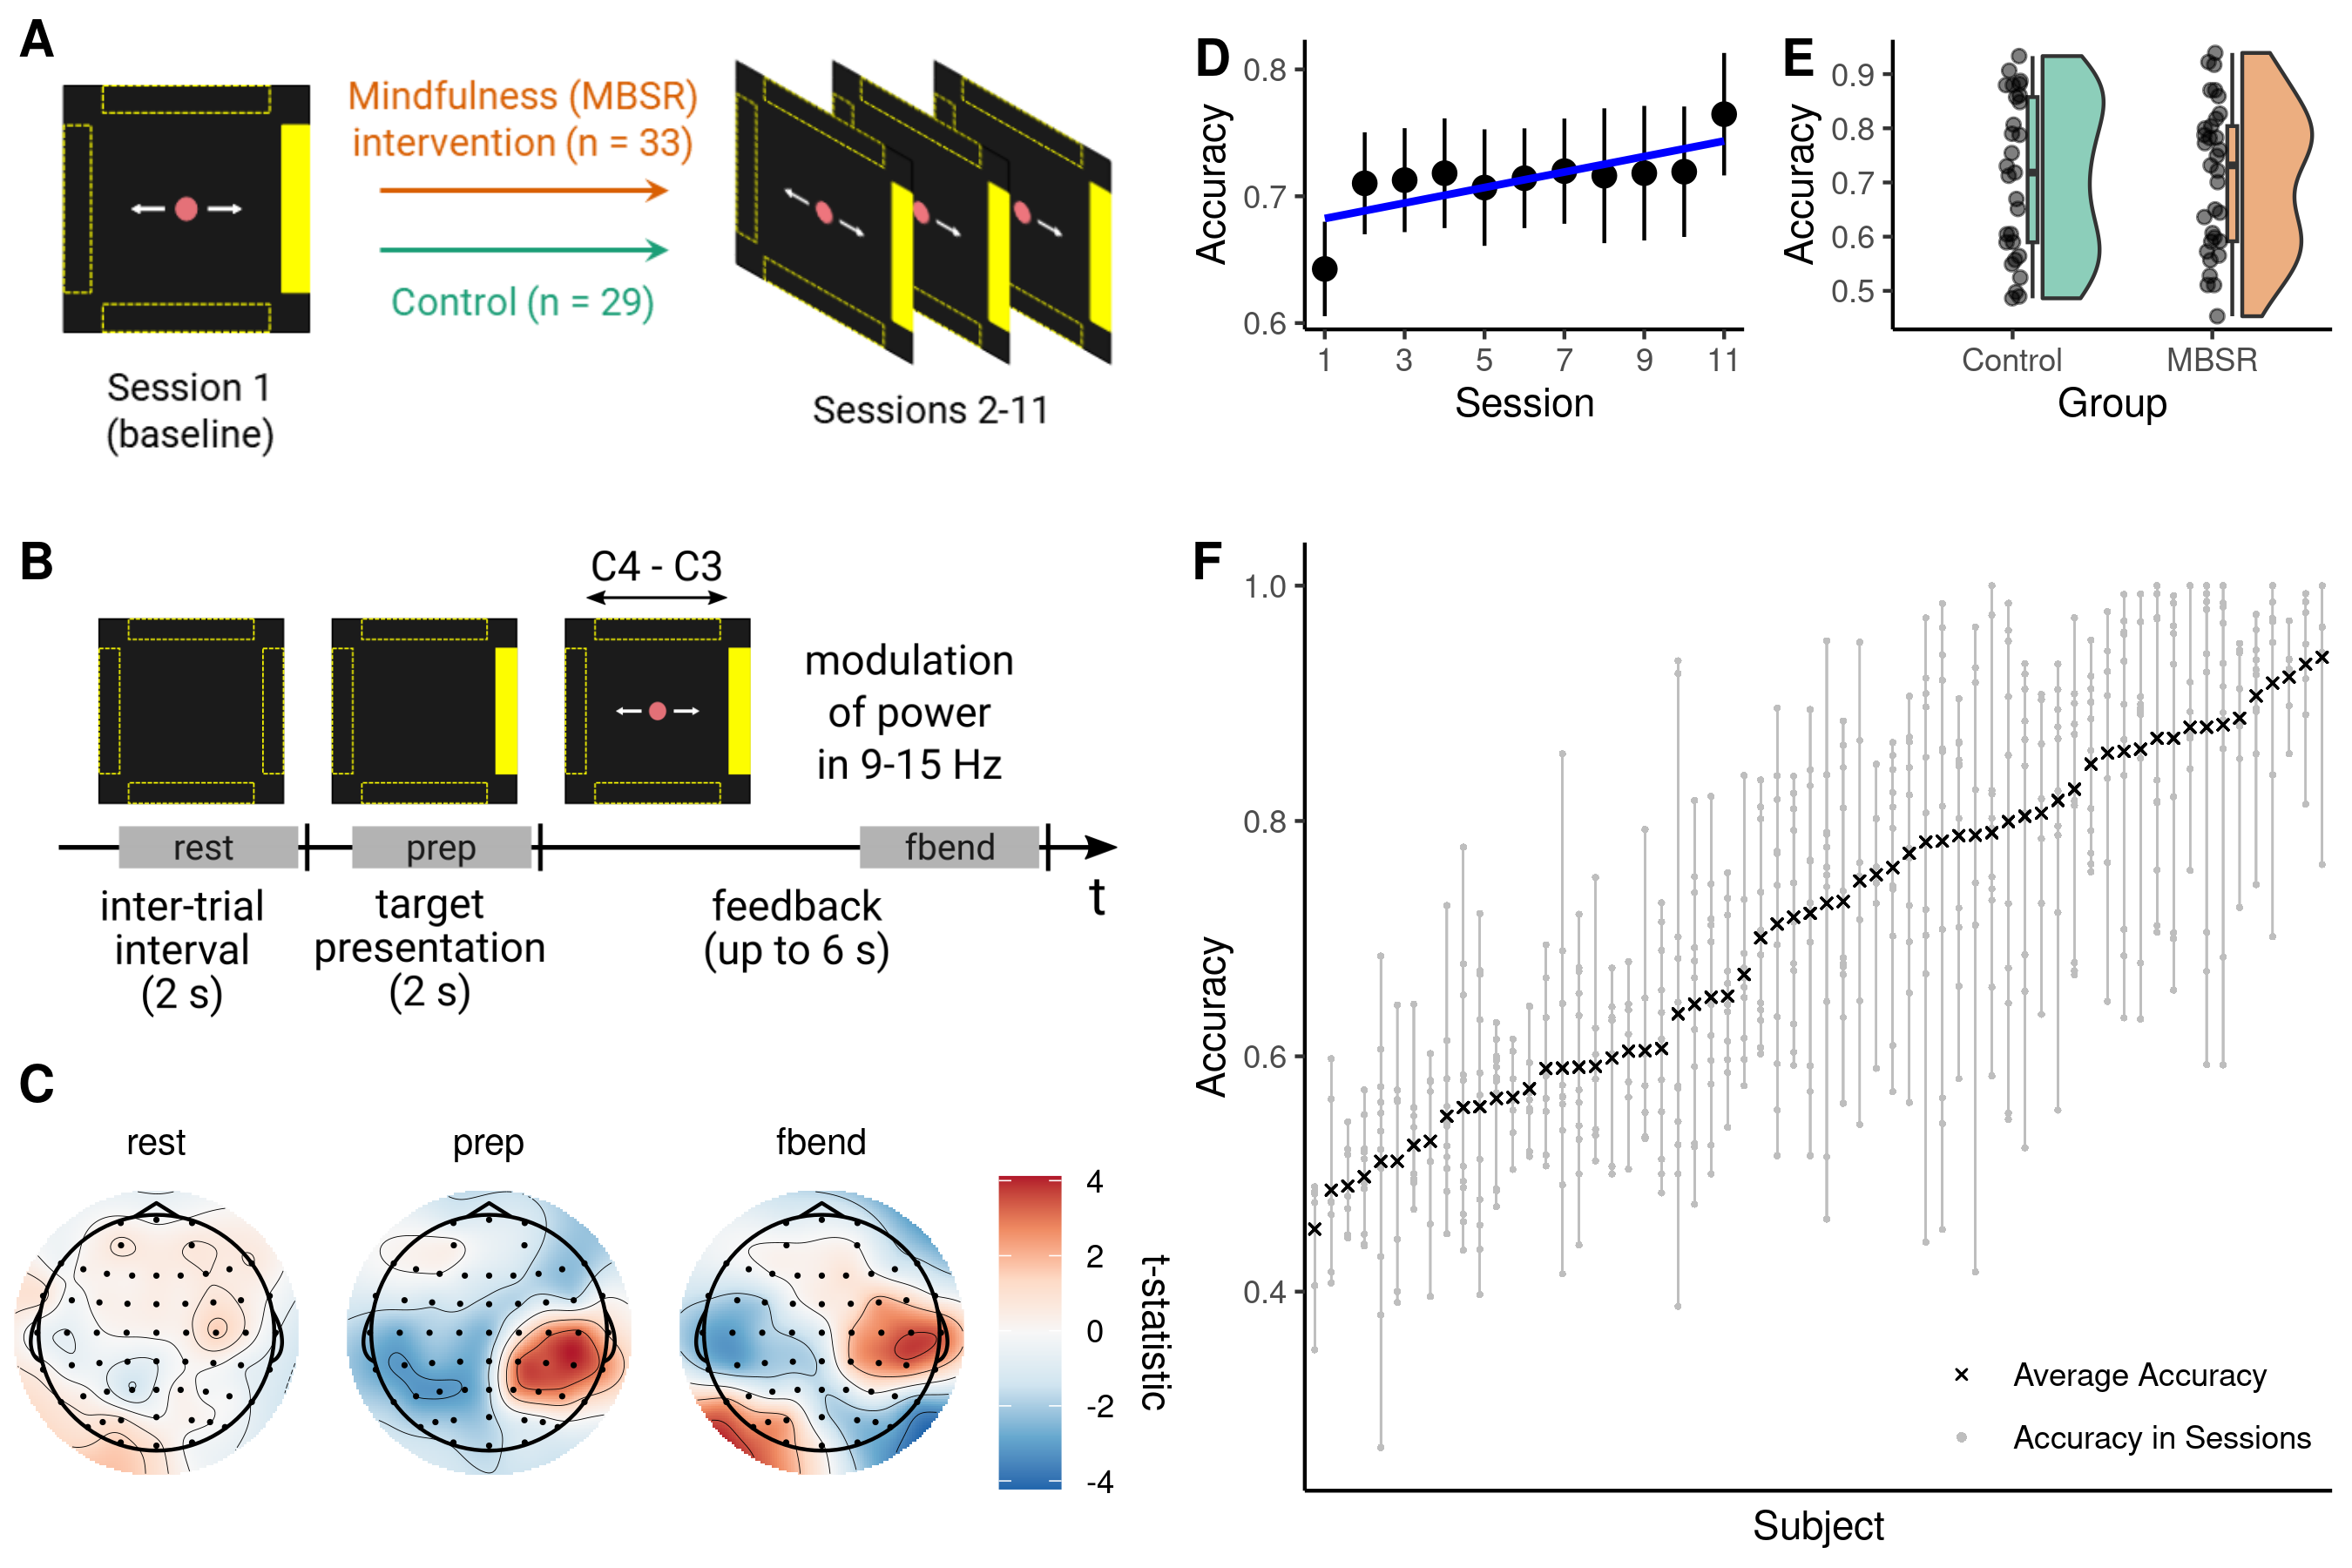 A
Mindfulness (MBSR)
intervention (n = 33)
Control (n = 29)
Session 1
(baseline)
Sessions 2-11
B
C4 - C3
modulation
of power
in 9-15 Hz
rest
prep
fbend
t
inter-trial
interval
(2 s)
target
presentation
(2 s)
feedback
(up to 6 s)
C
rest
prep
fbend
4
2
0
-2
-4
t-statistic
D
Accuracy
0.8
0.7
0.6
1
3
5
7
9
11
Session
E
Accuracy
0.9
0.8
0.7
0.6
0.5
Control
MBSR
Group
F
Accuracy
1.0
0.8
0.6
0.4
Average Accuracy
Accuracy in Sessions
Subject